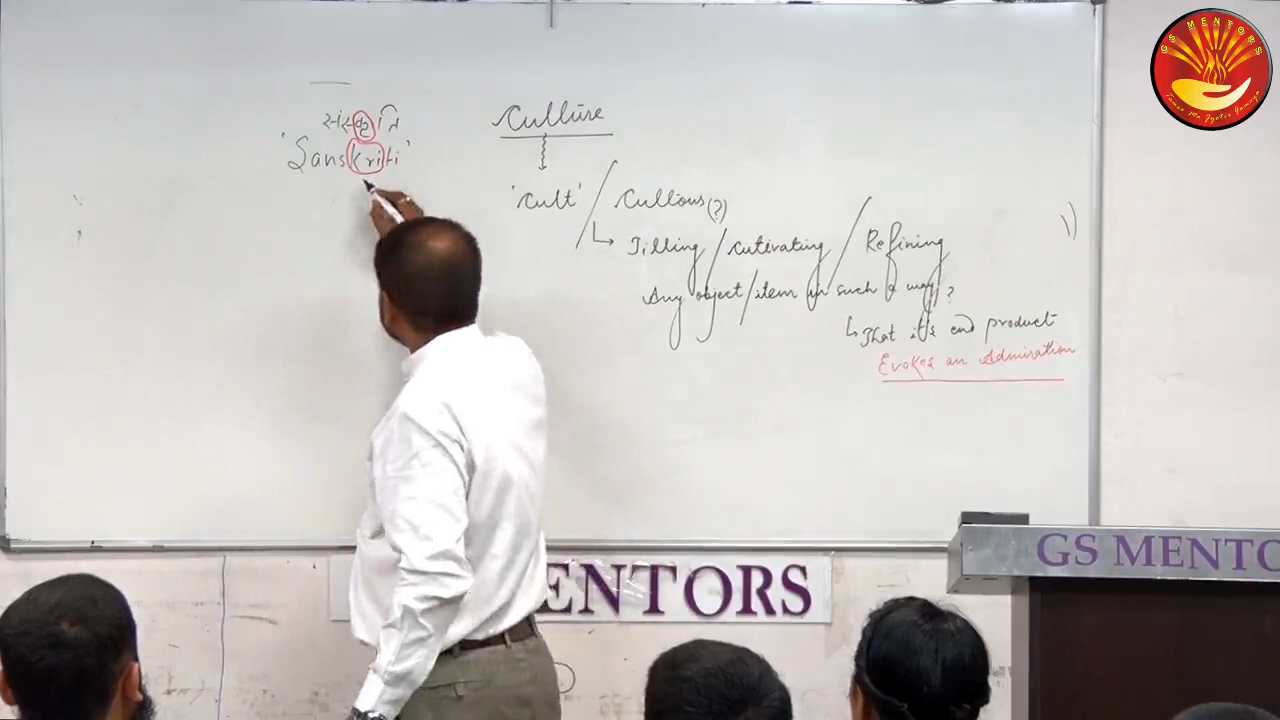 संस्कृति
'Sanskriti'
Culture
'Cult' / Cultous (?)
↳ Tilling / Cutivating / Refining
Any object / item in such a way, ?
↳ That it's end product
Evokes an Admiration
GS MENTORS
ENTORS
GS MENTO